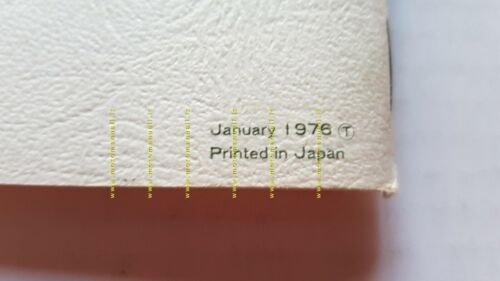 January 1976 Ⓣ
Printed in Japan